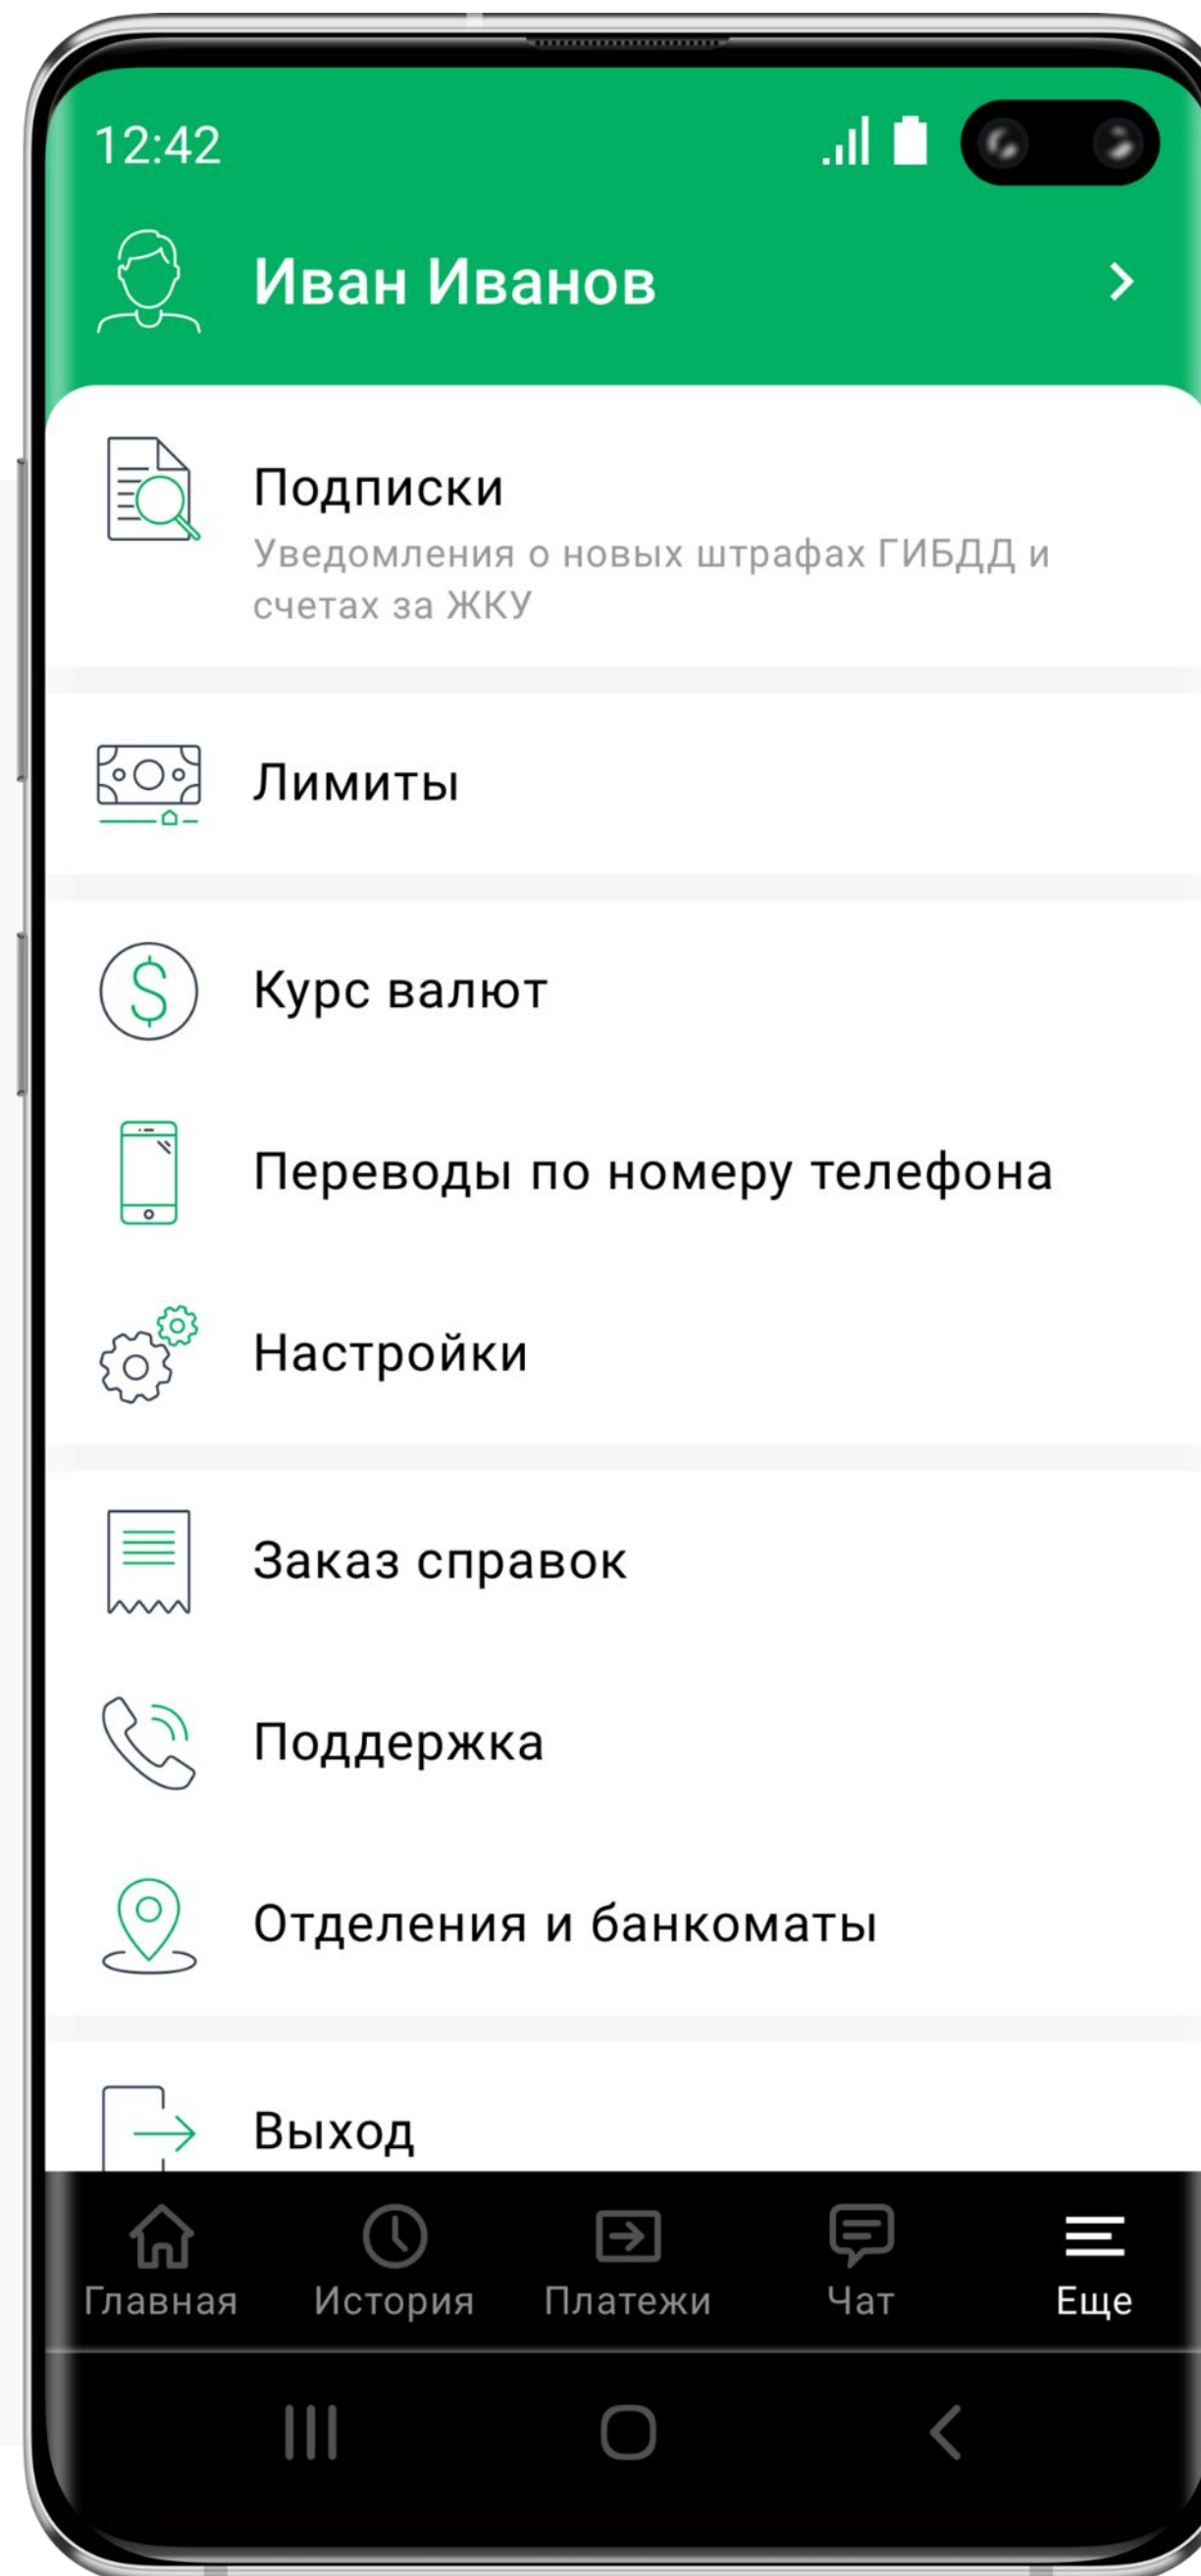 12:42
Иван Иванов
Подписки
Уведомления о новых штрафах ГИБДД и
счетах за ЖКУ
Лимиты
Курс валют
Переводы по номеру телефона
Настройки
Заказ справок
Поддержка
Отделения и банкоматы
Выход
Главная История Платежи Чат Еще